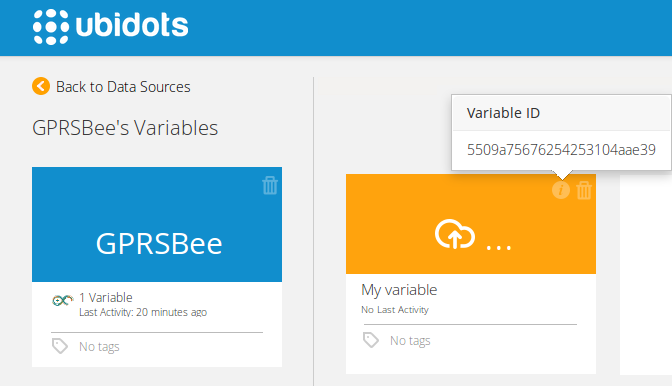 ubidots
Back to Data Sources
GPRSBee's Variables
Variable ID
5509a75676254253104aae39
GPRSBee
...
1 Variable
Last Activity: 20 minutes ago
No tags
My variable
No Last Activity
No tags